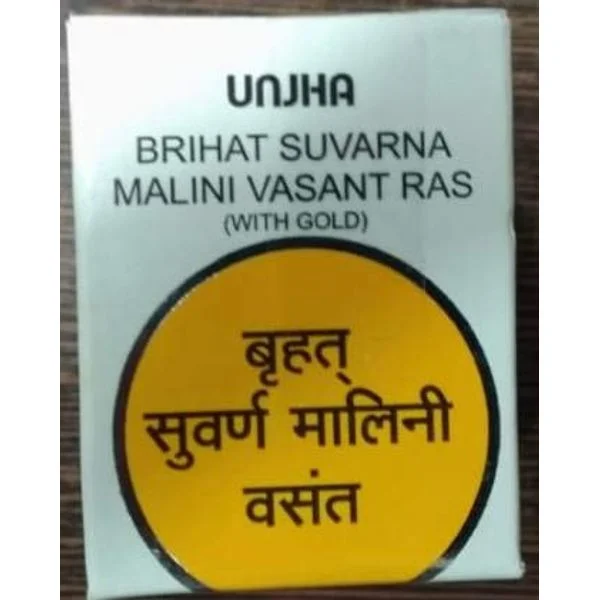 UNJHA
BRIHAT SUVARNA
MALINI VASANT RAS
(WITH GOLD)
बृहत्
सुवर्ण मालिनी
वसंत